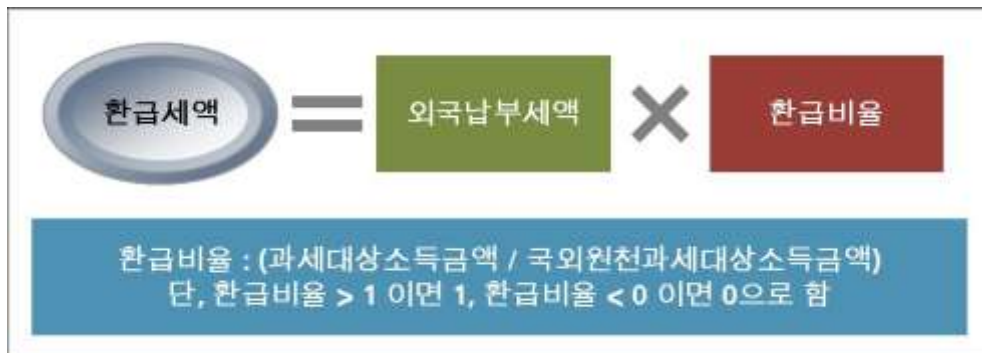 환급세액 = 외국납부세액 × 환급비율
환급비율 : (과세대상소득금액 / 국외원천과세대상소득금액)
단, 환급비율 > 1 이면 1, 환급비율 < 0 이면 0으로 함